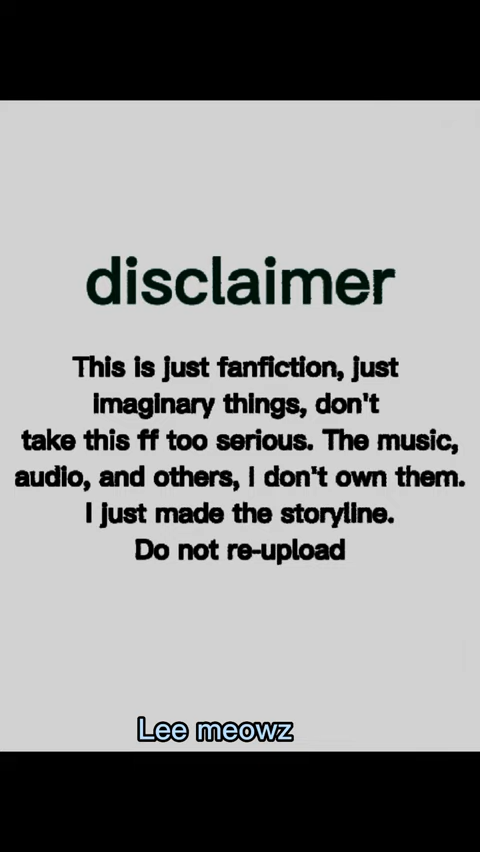 disclaimer
This is just fanfiction, just
imaginary things, don't
take this ff too serious. The music,
audio, and others, I don't own them.
I just made the storyline.
Do not re-upload
Lee meowz